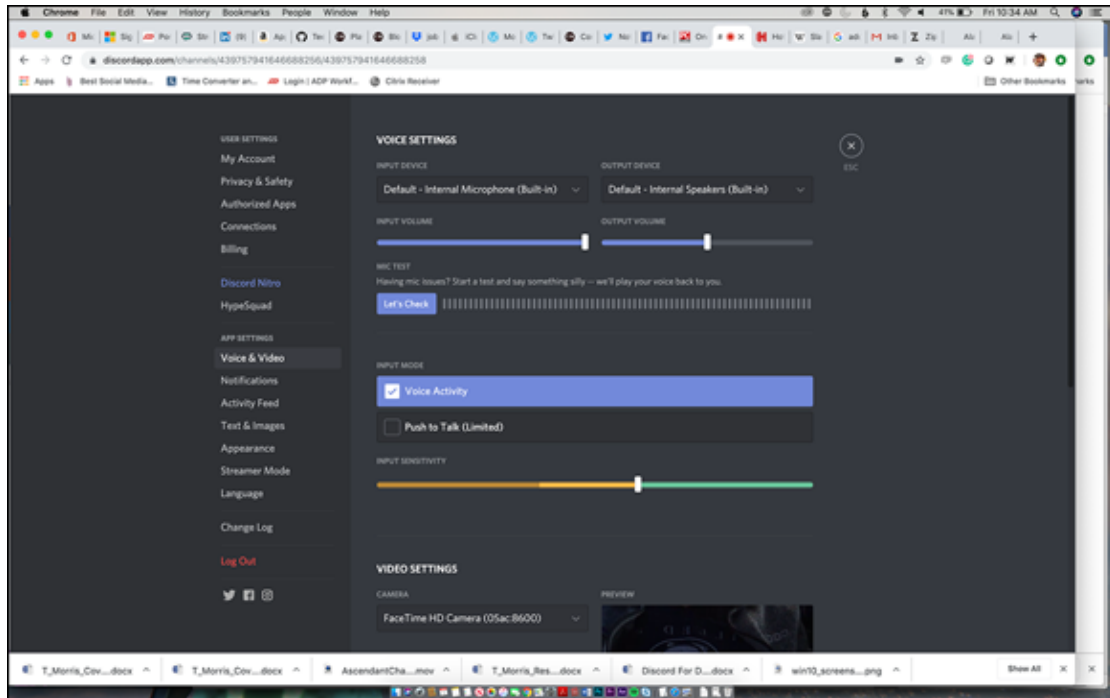 Chrome File Edit View History Bookmarks People Window Help
41% Fri 10:34 AM
discordapp.com/channels/439757941646688256/439757941646688258
Apps Best Social Media... Time Converter an... Login | ADP Workf... Citrix Receiver Other Bookmarks
USER SETTINGS
My Account
Privacy & Safety
Authorized Apps
Connections
Billing
Discord Nitro
HypeSquad
APP SETTINGS
Voice & Video
Notifications
Activity Feed
Text & Images
Appearance
Streamer Mode
Language
Change Log
Log Out
VOICE SETTINGS
ESC
INPUT DEVICE OUTPUT DEVICE
Default - Internal Microphone (Built-in) Default - Internal Speakers (Built-in)
INPUT VOLUME OUTPUT VOLUME
MIC TEST
Having mic issues? Start a test and say something silly — we'll play your voice back to you.
Let's Check
INPUT MODE
Voice Activity
Push to Talk (Limited)
INPUT SENSITIVITY
VIDEO SETTINGS
CAMERA PREVIEW
FaceTime HD Camera (05ac:8600)
T_Morris_Cov....docx T_Morris_Cov....docx AscendantCha....mov T_Morris_Res....docx Discord For D....docx win10_screens....png Show All